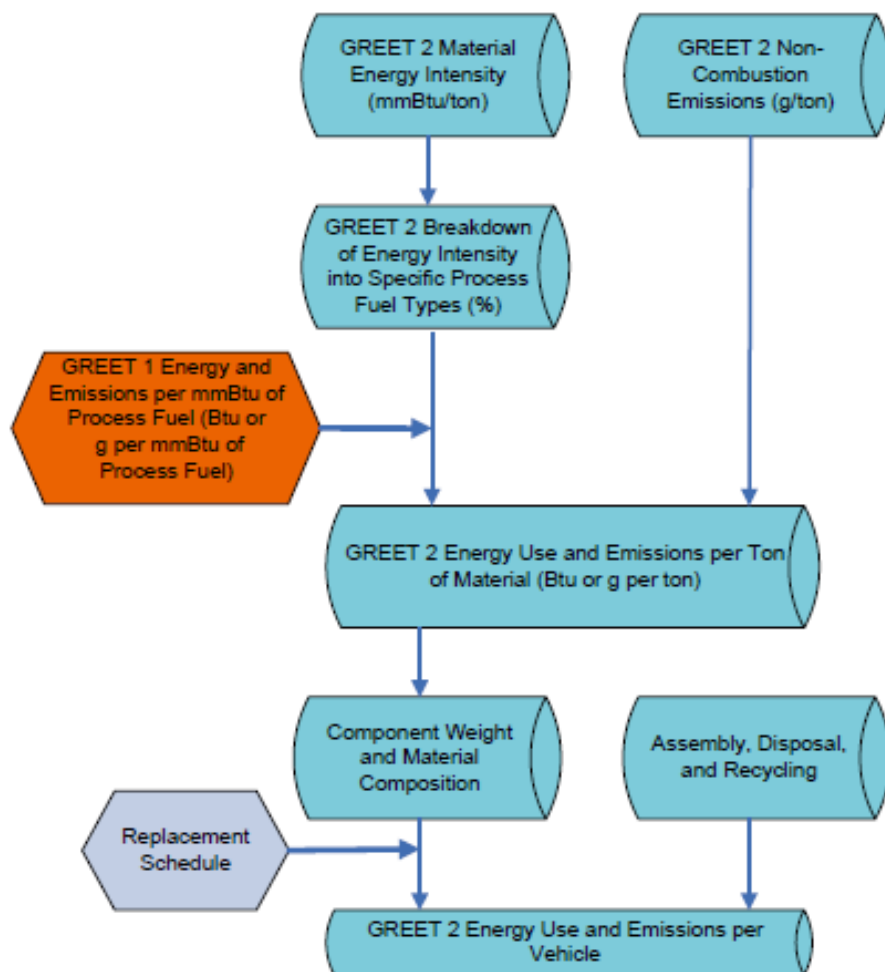 GREET 2 Material
Energy Intensity
(mmBtu/ton)
GREET 2 Non-
Combustion
Emissions (g/ton)
GREET 2 Breakdown
of Energy Intensity
into Specific Process
Fuel Types (%)
GREET 1 Energy and
Emissions per mmBtu of
Process Fuel (Btu or
g per mmBtu of
Process Fuel)
GREET 2 Energy Use and Emissions per Ton
of Material (Btu or g per ton)
Component Weight
and Material
Composition
Assembly, Disposal,
and Recycling
Replacement
Schedule
GREET 2 Energy Use and Emissions per
Vehicle